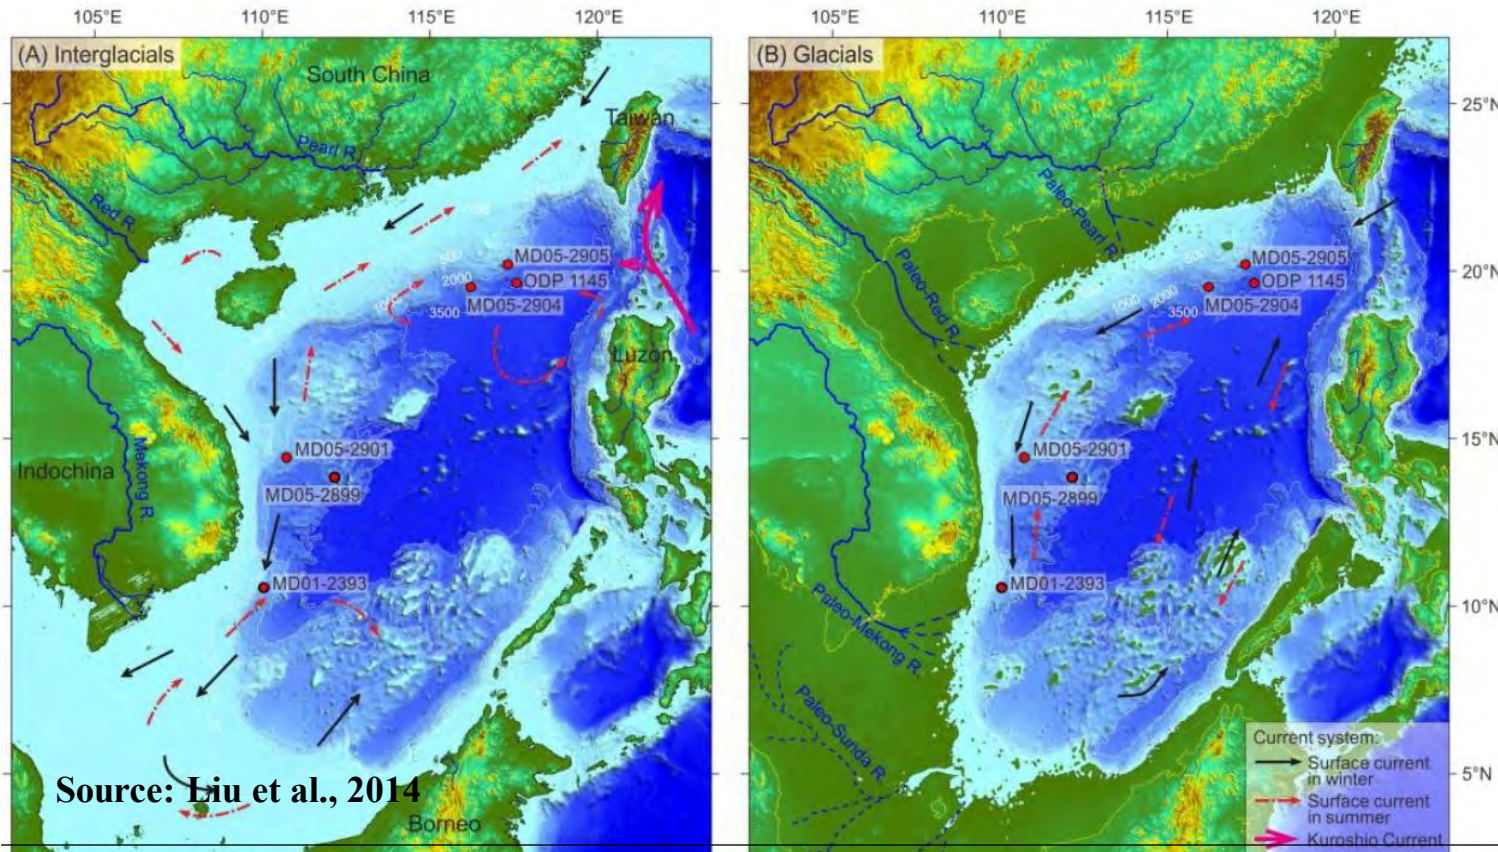 105°E 110°E 115°E 120°E
(A) Interglacials
South China
Taiwan
Pearl R.
Red R.
MD05-2905
ODP 1145
MD05-2904
500
2000
1000
3500
Luzon
MD05-2901
MD05-2899
Indochina
Mekong R.
MD01-2393
Source: Liu et al., 2014
Borneo
105°E 110°E 115°E 120°E
(B) Glacials
25°N
20°N
15°N
10°N
5°N
Paleo-Pearl R.
Paleo-Red R.
MD05-2905
ODP 1145
MD05-2904
1000
2000
3500
MD05-2901
MD05-2899
MD01-2393
Paleo-Mekong R.
Paleo-Sunda R.
Current system:
Surface current
in winter
Surface current
in summer
Kuroshio Current